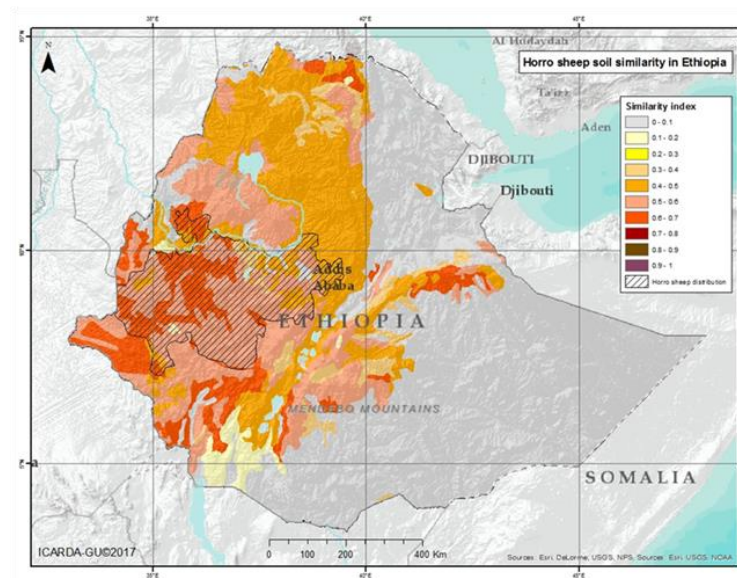 Al Hodaydah
N
Horro sheep soil similarity in Ethiopia
Ta'izz
Aden
Similarity index
0 - 0.1
0.1 - 0.2
0.2 - 0.3
0.3 - 0.4
0.4 - 0.5
0.5 - 0.6
0.6 - 0.7
0.7 - 0.8
0.8 - 0.9
0.9 - 1
Horro sheep distribution
DJIBOUTI
Djibouti
Addis
Ababa
ETHIOPIA
MENDEBO MOUNTAINS
SOMALIA
ICARDA-GU©2017
0 100 200 400 Km
Sources: Esri, DeLorme, USGS, NPS, Sources: Esri, USGS, NOAA